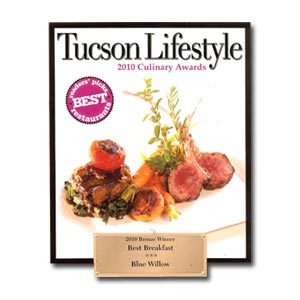 Tucson Lifestyle
2010 Culinary Awards
readers' picks
BEST
restaurants
2010 Bronze Winner
Best Breakfast
***
Blue Willow